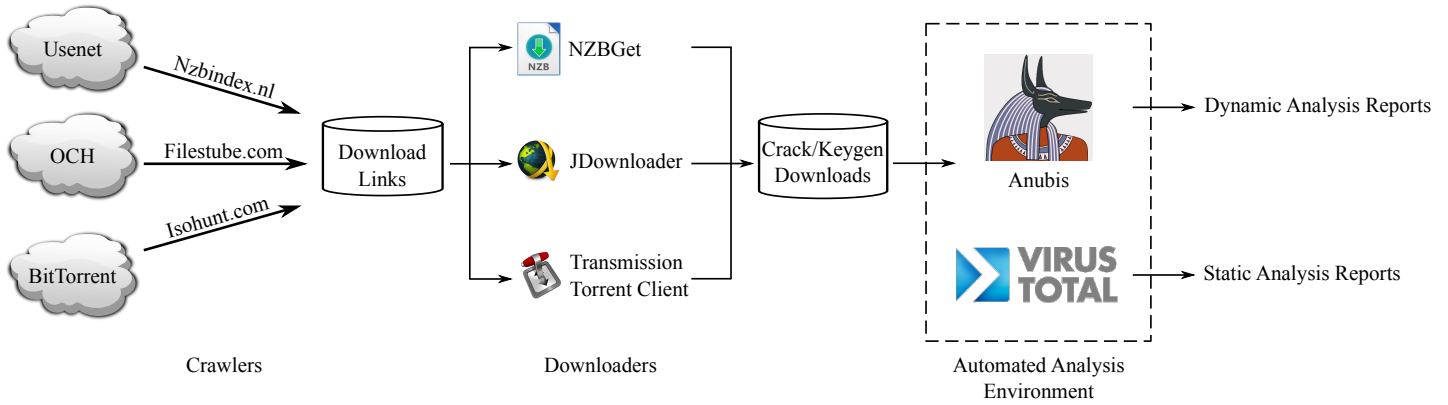 Usenet
Nzbindex.nl
OCH
Filestube.com
BitTorrent
Isohunt.com
Download
Links
NZB
NZBGet
JDownloader
Transmission
Torrent Client
Crack/Keygen
Downloads
Anubis
VIRUS
TOTAL
Dynamic Analysis Reports
Static Analysis Reports
Crawlers
Downloaders
Automated Analysis
Environment